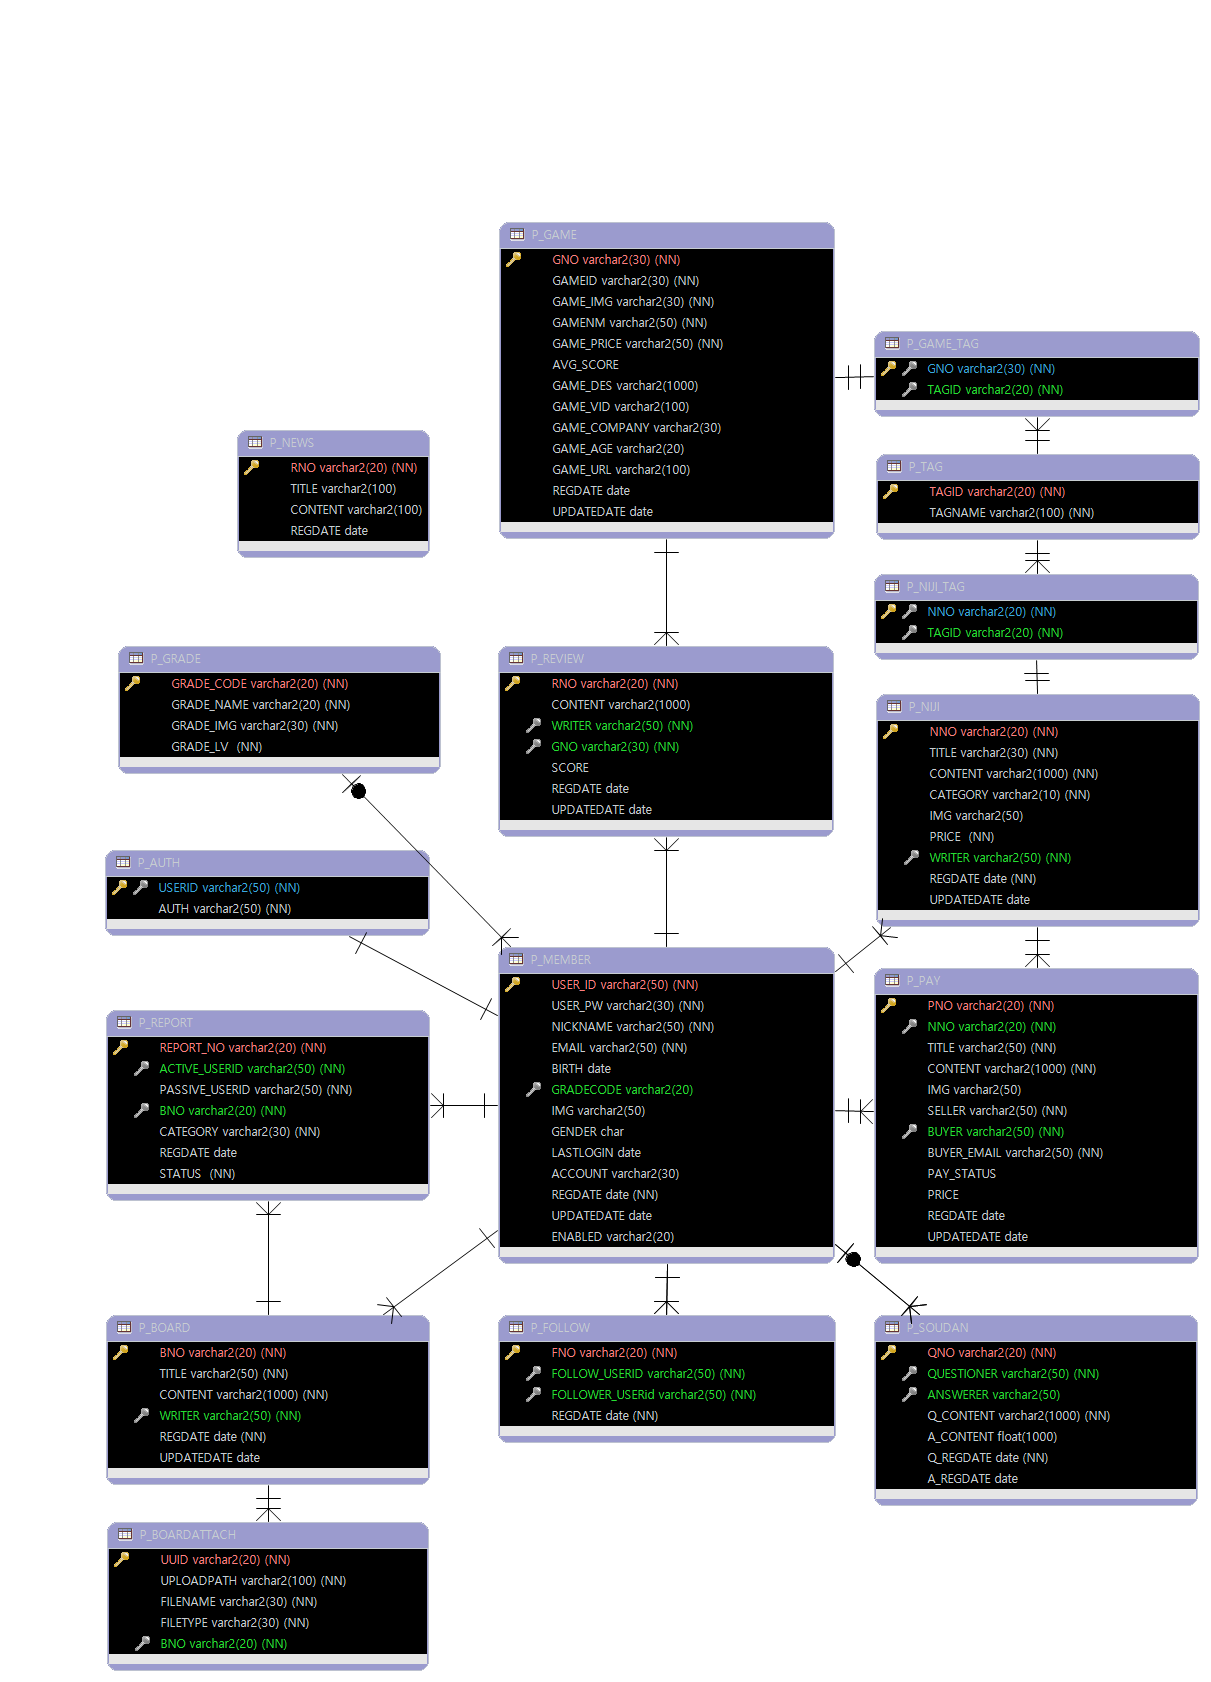 P_GAME
GNO varchar2(30) (NN)
GAMEID varchar2(30) (NN)
GAME_IMG varchar2(30) (NN)
GAMENM varchar2(50) (NN)
GAME_PRICE varchar2(50) (NN)
AVG_SCORE
GAME_DES varchar2(1000)
GAME_VID varchar2(100)
GAME_COMPANY varchar2(30)
GAME_AGE varchar2(20)
GAME_URL varchar2(100)
REGDATE date
UPDATEDATE date
P_GAME_TAG
GNO varchar2(30) (NN)
TAGID varchar2(20) (NN)
P_NEWS
RNO varchar2(20) (NN)
TITLE varchar2(100)
CONTENT varchar2(100)
REGDATE date
P_TAG
TAGID varchar2(20) (NN)
TAGNAME varchar2(100) (NN)
P_NIJI_TAG
NNO varchar2(20) (NN)
TAGID varchar2(20) (NN)
P_GRADE
GRADE_CODE varchar2(20) (NN)
GRADE_NAME varchar2(20) (NN)
GRADE_IMG varchar2(30) (NN)
GRADE_LV (NN)
P_REVIEW
RNO varchar2(20) (NN)
CONTENT varchar2(1000)
WRITER varchar2(50) (NN)
GNO varchar2(30) (NN)
SCORE
REGDATE date
UPDATEDATE date
P_NIJI
NNO varchar2(20) (NN)
TITLE varchar2(30) (NN)
CONTENT varchar2(1000) (NN)
CATEGORY varchar2(10) (NN)
IMG varchar2(50)
PRICE (NN)
WRITER varchar2(50) (NN)
REGDATE date (NN)
UPDATEDATE date
P_AUTH
USERID varchar2(50) (NN)
AUTH varchar2(50) (NN)
P_MEMBER
USER_ID varchar2(50) (NN)
USER_PW varchar2(30) (NN)
NICKNAME varchar2(50) (NN)
EMAIL varchar2(50) (NN)
BIRTH date
GRADECODE varchar2(20)
IMG varchar2(50)
GENDER char
LASTLOGIN date
ACCOUNT varchar2(30)
REGDATE date (NN)
UPDATEDATE date
ENABLED varchar2(20)
P_PAY
PNO varchar2(20) (NN)
NNO varchar2(20) (NN)
TITLE varchar2(50) (NN)
CONTENT varchar2(1000) (NN)
IMG varchar2(50)
SELLER varchar2(50) (NN)
BUYER varchar2(50) (NN)
BUYER_EMAIL varchar2(50) (NN)
PAY_STATUS
PRICE
REGDATE date
UPDATEDATE date
P_REPORT
REPORT_NO varchar2(20) (NN)
ACTIVE_USERID varchar2(50) (NN)
PASSIVE_USERID varchar2(50) (NN)
BNO varchar2(20) (NN)
CATEGORY varchar2(30) (NN)
REGDATE date
STATUS (NN)
P_BOARD
BNO varchar2(20) (NN)
TITLE varchar2(50) (NN)
CONTENT varchar2(1000) (NN)
WRITER varchar2(50) (NN)
REGDATE date (NN)
UPDATEDATE date
P_FOLLOW
FNO varchar2(20) (NN)
FOLLOW_USERID varchar2(50) (NN)
FOLLOWER_USERid varchar2(50) (NN)
REGDATE date (NN)
P_SOUDAN
QNO varchar2(20) (NN)
QUESTIONER varchar2(50) (NN)
ANSWERER varchar2(50)
Q_CONTENT varchar2(1000) (NN)
A_CONTENT float(1000)
Q_REGDATE date (NN)
A_REGDATE date
P_BOARDATTACH
UUID varchar2(20) (NN)
UPLOADPATH varchar2(100) (NN)
FILENAME varchar2(30) (NN)
FILETYPE varchar2(30) (NN)
BNO varchar2(20) (NN)